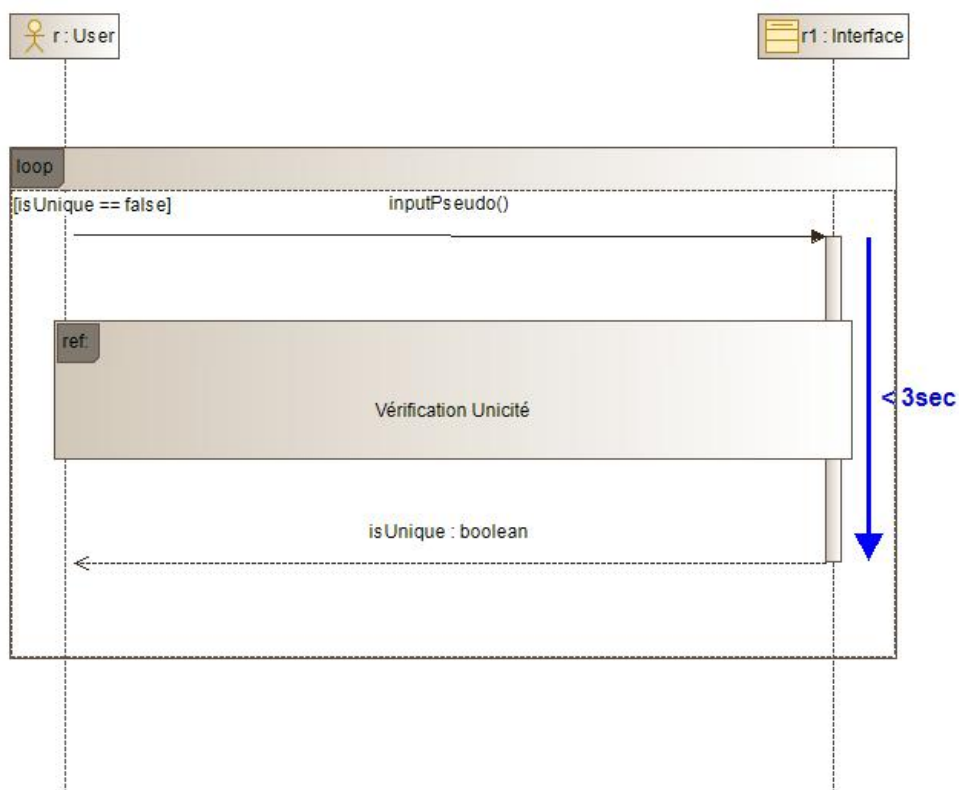 r : User
r1 : Interface
loop
[isUnique == false]
inputPseudo()
ref:
Vérification Unicité
< 3sec
isUnique : boolean